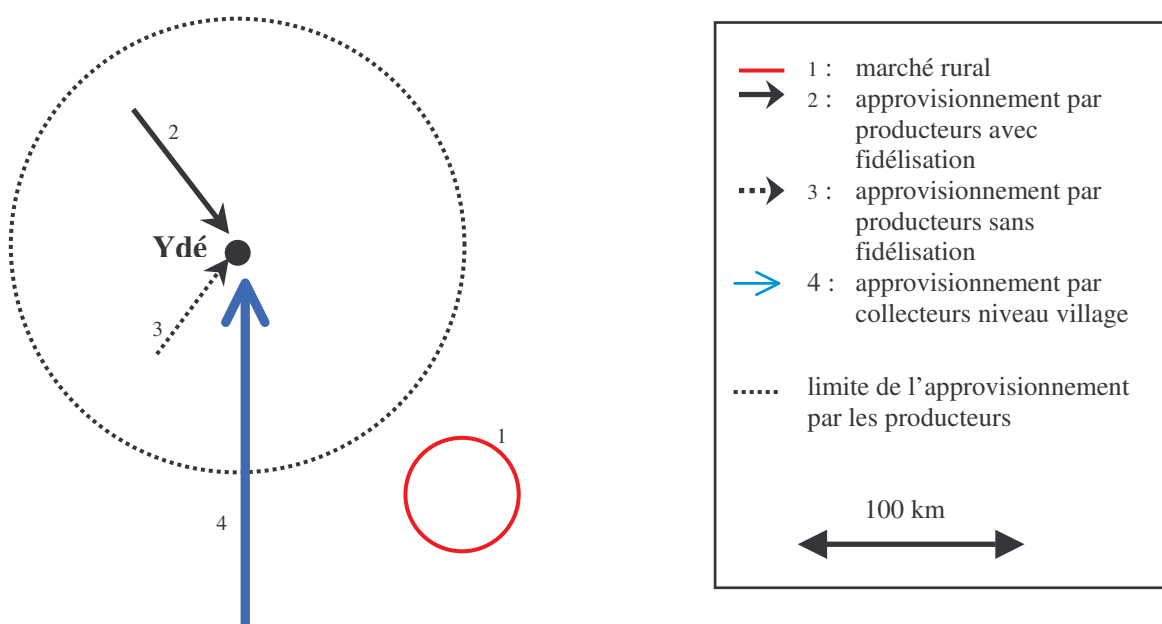 2
Ydé
3
1
4
1 : marché rural
2 : approvisionnement par
producteurs avec
fidélisation
3 : approvisionnement par
producteurs sans
fidélisation
4 : approvisionnement par
collecteurs niveau village
limite de l’approvisionnement
par les producteurs
100 km